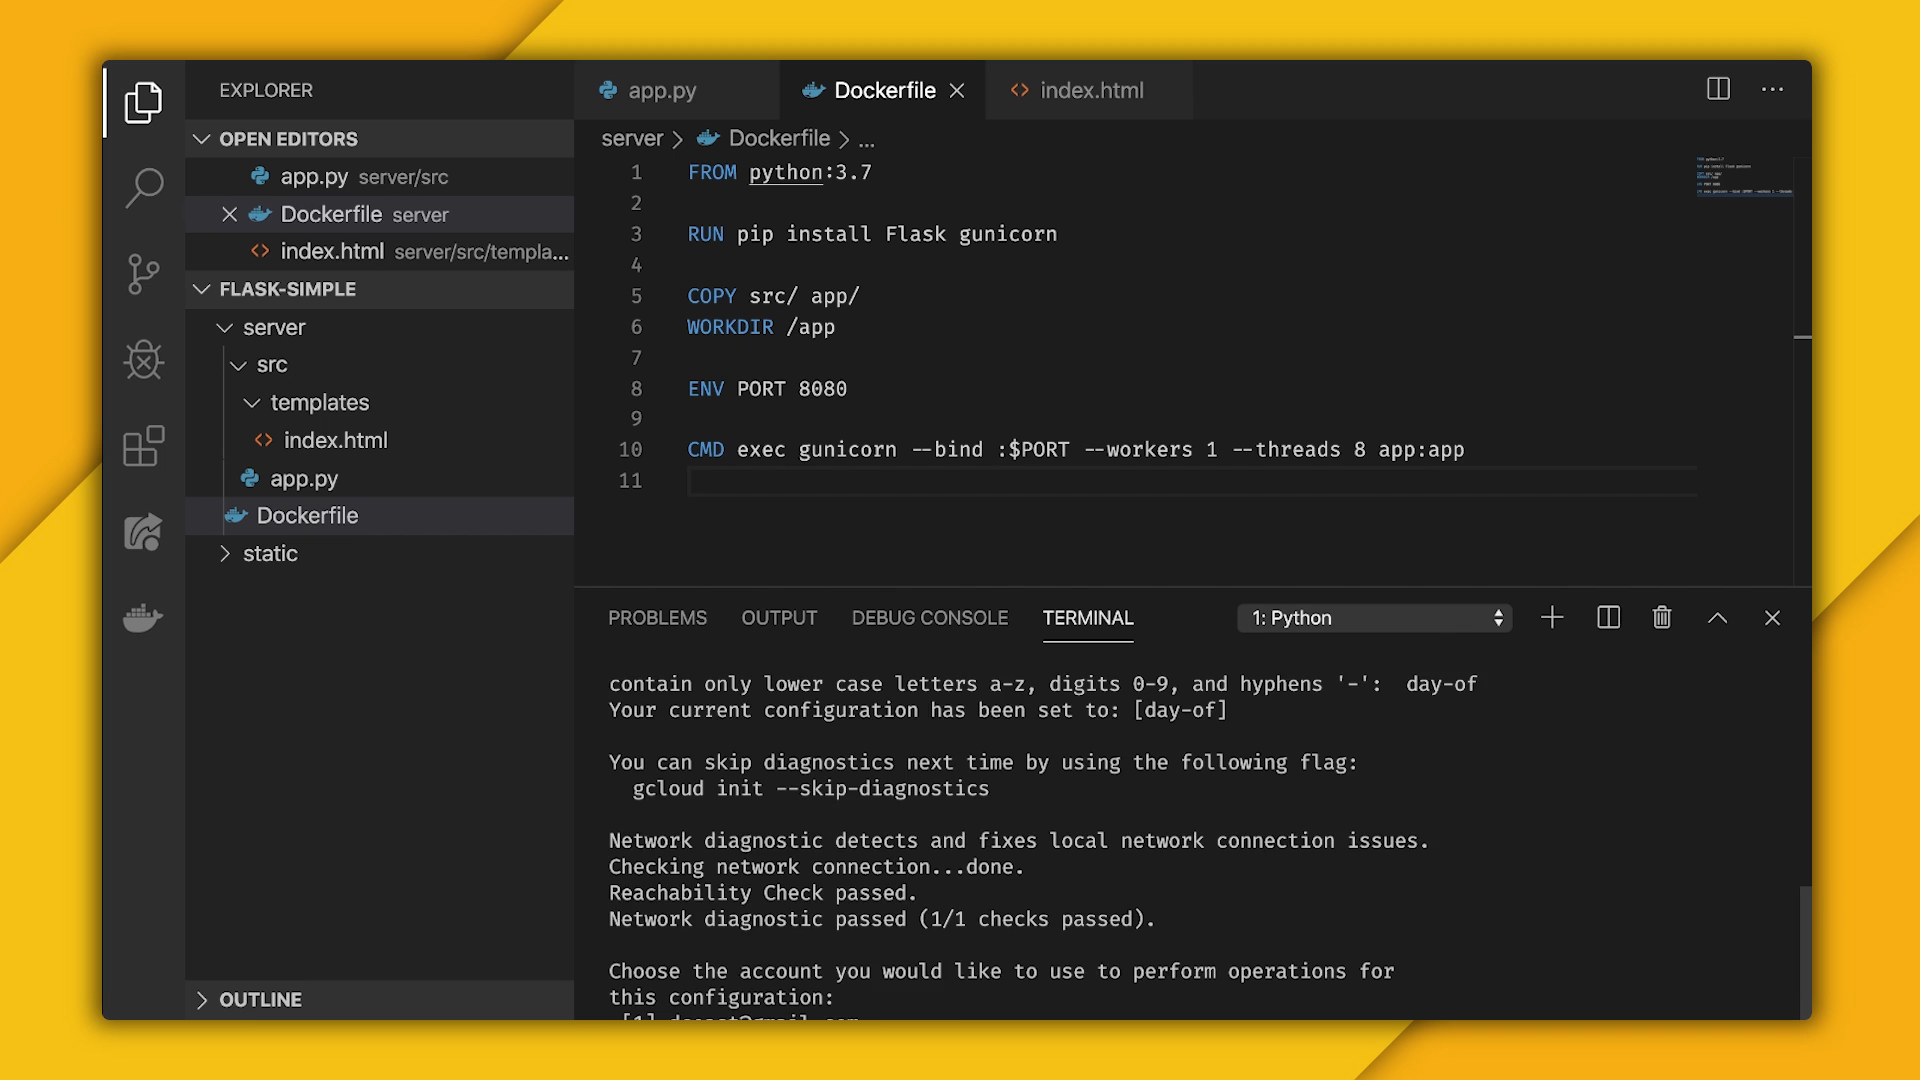 EXPLORER
OPEN EDITORS
app.py server/src
Dockerfile server
index.html server/src/templa...
FLASK-SIMPLE
server
src
templates
index.html
app.py
Dockerfile
static
OUTLINE
app.py
Dockerfile
index.html
server > Dockerfile > ...
1 FROM python:3.7
2
3 RUN pip install Flask gunicorn
4
5 COPY src/ app/
6 WORKDIR /app
7
8 ENV PORT 8080
9
10 CMD exec gunicorn --bind :$PORT --workers 1 --threads 8 app:app
11
PROBLEMS OUTPUT DEBUG CONSOLE TERMINAL 1: Python
contain only lower case letters a-z, digits 0-9, and hyphens '-':  day-of
Your current configuration has been set to: [day-of]
You can skip diagnostics next time by using the following flag:
gcloud init --skip-diagnostics
Network diagnostic detects and fixes local network connection issues.
Checking network connection...done.
Reachability Check passed.
Network diagnostic passed (1/1 checks passed).
Choose the account you would like to use to perform operations for
this configuration:
[1]